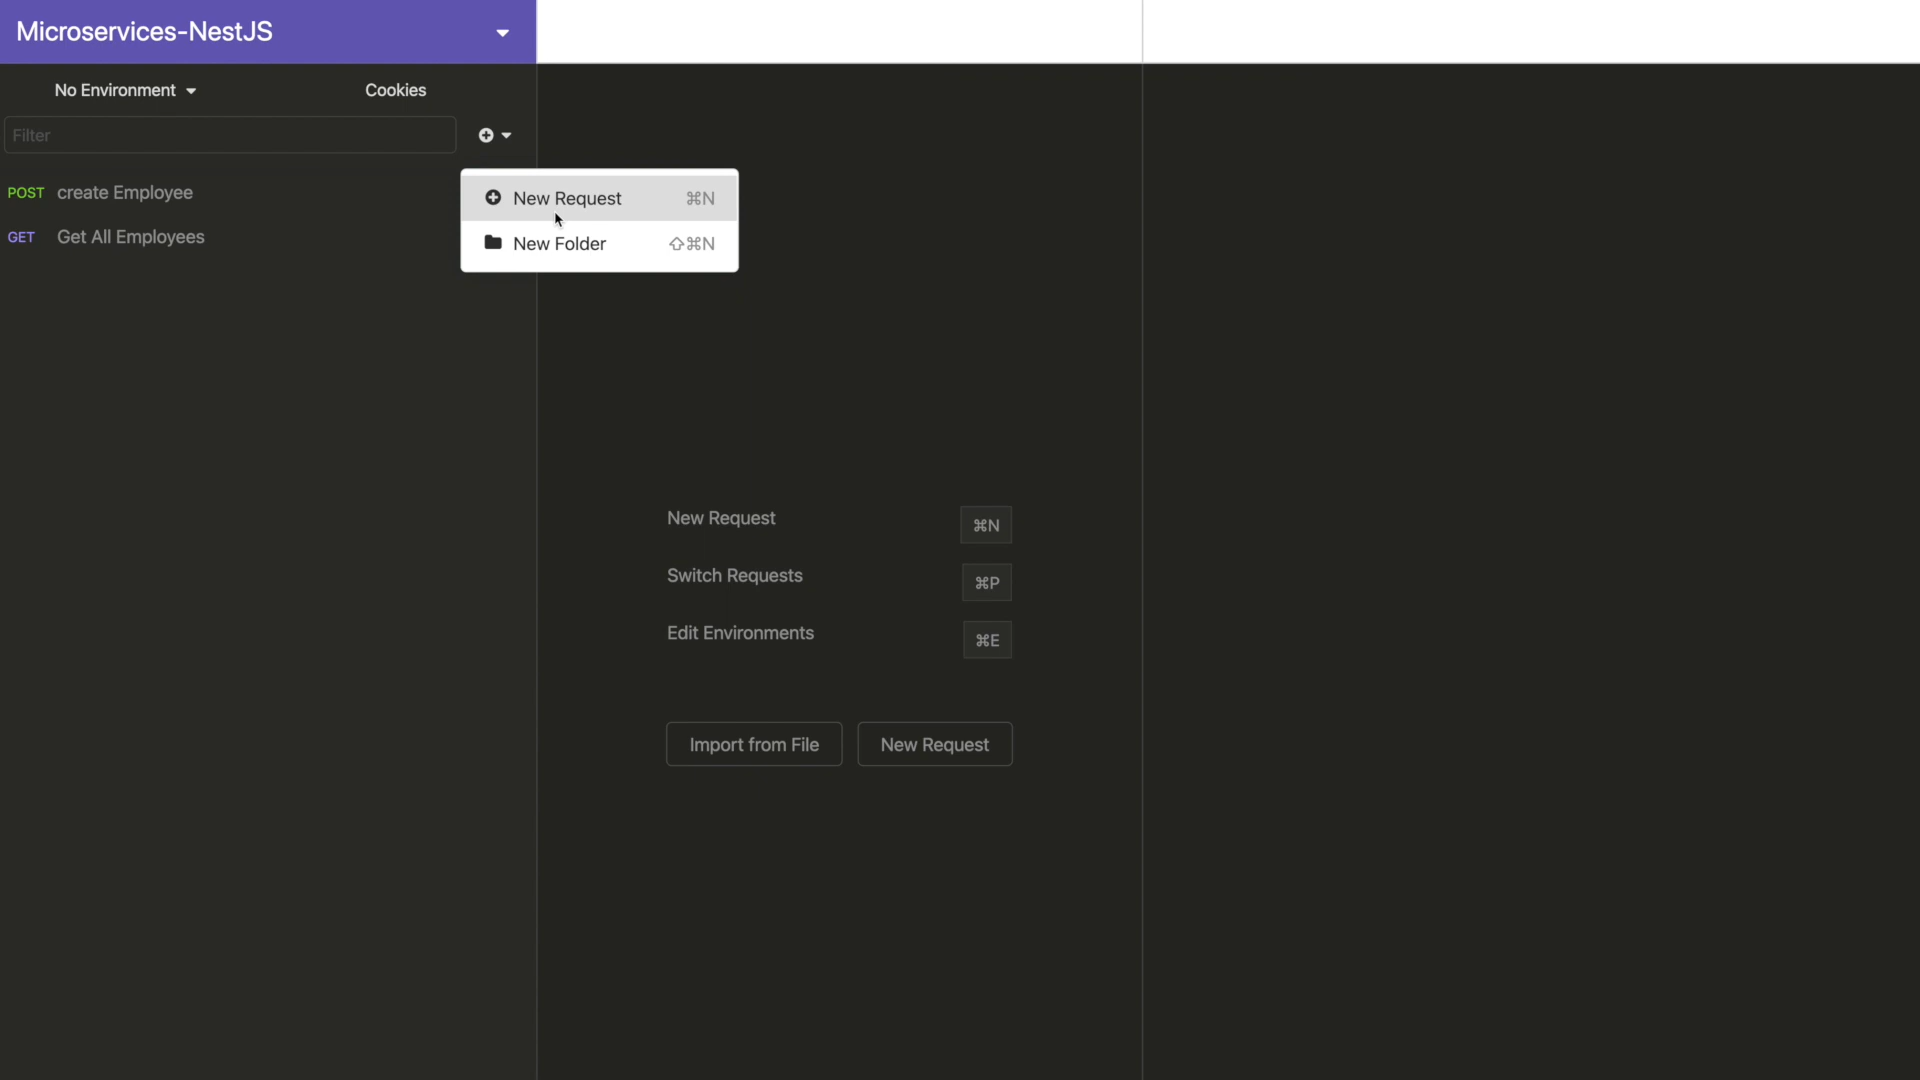 Microservices-NestJS
No Environment
Cookies
Filter
POST create Employee
GET Get All Employees
New Request ⌘N
New Folder ⇧⌘N
New Request ⌘N
Switch Requests ⌘P
Edit Environments ⌘E
Import from File
New Request